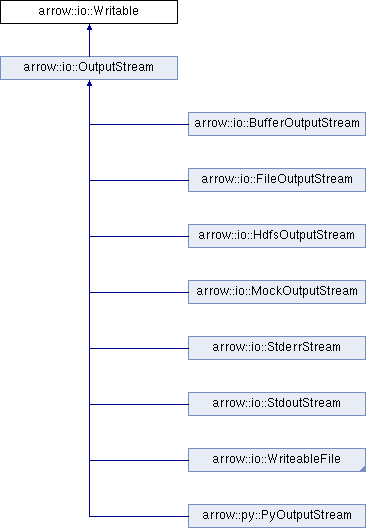 arrow::io::Writable
arrow::io::OutputStream
arrow::io::BufferOutputStream
arrow::io::FileOutputStream
arrow::io::HdfsOutputStream
arrow::io::MockOutputStream
arrow::io::StderrStream
arrow::io::StdoutStream
arrow::io::WriteableFile
arrow::py::PyOutputStream